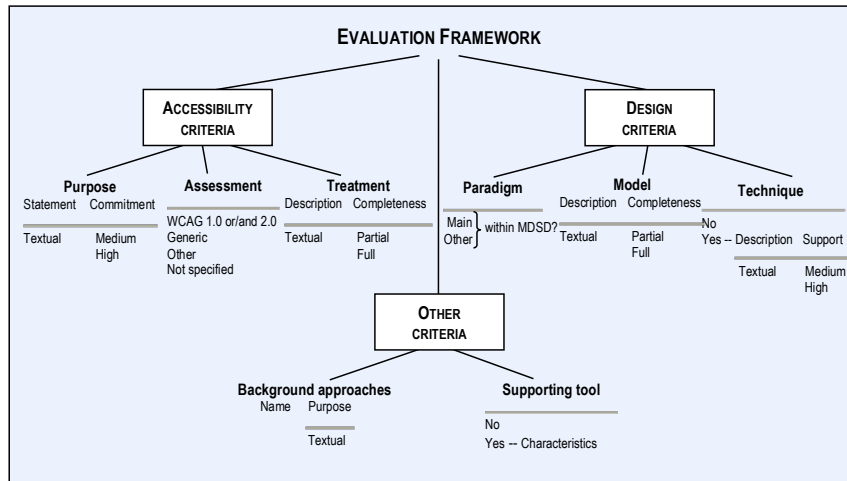 EVALUATION FRAMEWORK
ACCESSIBILITY
CRITERIA
Purpose
Statement Commitment
Textual Medium
High
Assessment
WCAG 1.0 or/and 2.0
Generic
Other
Not specified
Treatment
Description Completeness
Textual Partial
Full
DESIGN
CRITERIA
Paradigm
Main
Other
within MDSD?
Model
Description Completeness
Textual Partial
Full
Technique
No
Yes -- Description Support
Textual Medium
High
OTHER
CRITERIA
Background approaches
Name Purpose
Textual
Supporting tool
No
Yes -- Characteristics